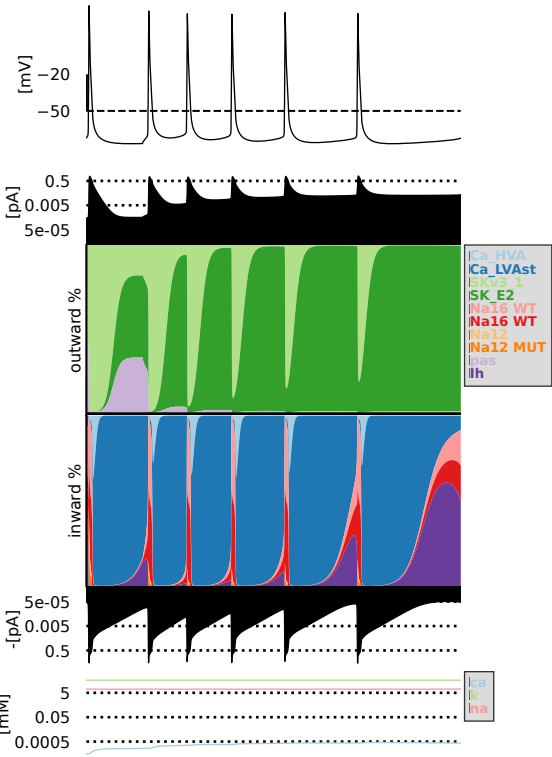 [mV]
−20
−50
[pA]
0.5
0.005
5e-05
outward %
Ca_HVA
Ca_LVAst
SKv3_1
SK_E2
Na16 WT
Na16 WT
Na12
Na12 MUT
pas
Ih
inward %
-[pA]
5e-05
0.005
0.5
[mM]
5
0.05
0.0005
ca
k
na